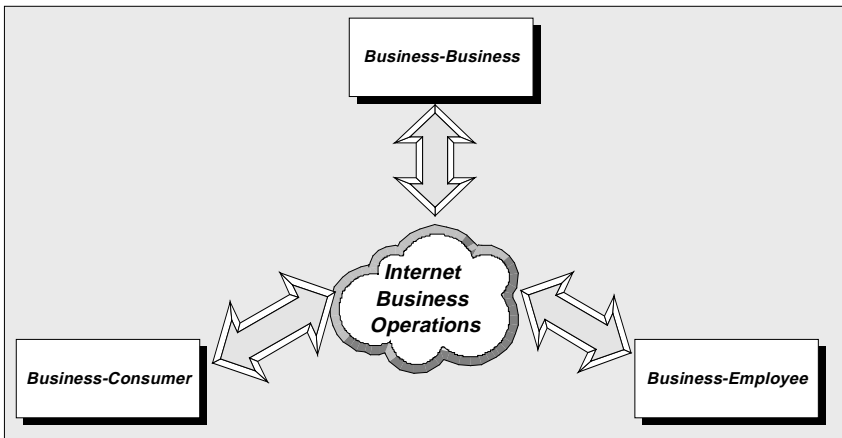 Business-Business
Internet
Business
Operations
Business-Consumer
Business-Employee